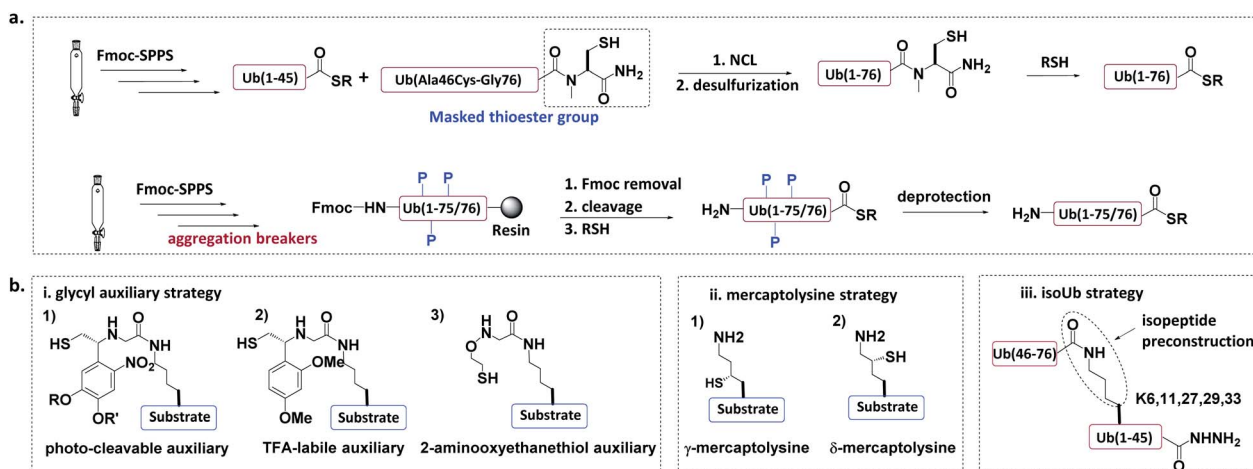 a.
Fmoc-SPPS
Ub(1-45)
O
SR
+
Ub(Ala46Cys-Gly76)
O
N
SH
NH2
O
Masked thioester group
1. NCL
2. desulfurization
Ub(1-76)
O
N
SH
NH2
O
RSH
Ub(1-76)
O
SR
Fmoc-SPPS
aggregation breakers
P
P
Fmoc—HN
Ub(1-75/76)
P
Resin
1. Fmoc removal
2. cleavage
3. RSH
P
P
H2N
Ub(1-75/76)
P
O
SR
deprotection
H2N
Ub(1-75/76)
O
SR
b.
i. glycyl auxiliary strategy
1)
HS
H
N
O
NH
NO2
RO
OR'
Substrate
photo-cleavable auxiliary
2)
HS
H
N
O
NH
OMe
OMe
Substrate
TFA-labile auxiliary
3)
H
N
O
NH
O
SH
Substrate
2-aminooxyethanethiol auxiliary
ii. mercaptolysine strategy
1)
NH2
HS
Substrate
γ-mercaptolysine
2)
NH2
SH
Substrate
δ-mercaptolysine
iii. isoUb strategy
O
Ub(46-76)
NH
isopeptide
preconstruction
K6,11,27,29,33
Ub(1-45)
NHNH2
O